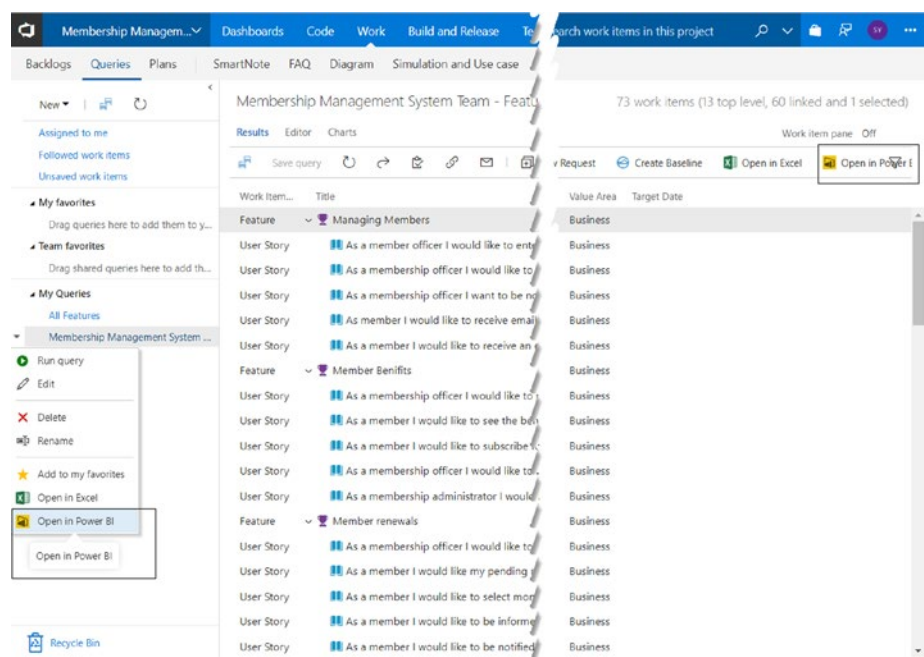 Membership Managem... Dashboards Code Work Build and Release Te earch work items in this project SY
Backlogs Queries Plans SmartNote FAQ Diagram Simulation and Use case
New
Assigned to me
Followed work items
Unsaved work items
My favorites
Drag queries here to add them to y...
Team favorites
Drag shared queries here to add th...
My Queries
All Features
Membership Management System ...
Run query
Edit
Delete
Rename
Add to my favorites
Open in Excel
Open in Power BI
Open in Power BI
Recycle Bin
Membership Management System Team - Featu 73 work items (13 top level, 60 linked and 1 selected)
Results Editor Charts Work item pane Off
Save query Request Create Baseline Open in Excel Open in Power B
Work Item... Title Value Area Target Date
Feature Managing Members Business
User Story As a member officer I would like to ente Business
User Story As a membership officer I would like to Business
User Story As a membership officer I want to be no Business
User Story As member I would like to receive email Business
User Story As a member I would like to receive an Business
Feature Member Benifits Business
User Story As a membership officer I would like to Business
User Story As a member I would like to see the ben Business
User Story As a member I would like to subscribe Business
User Story As a membership officer I would like to Business
User Story As a membership administrator I would Business
Feature Member renewals Business
User Story As a membership officer I would like to Business
User Story As a member I would like my pending Business
User Story As a member I would like to select mor Business
User Story As a member I would like to be informe Business
User Story As a member I would like to be notified Business